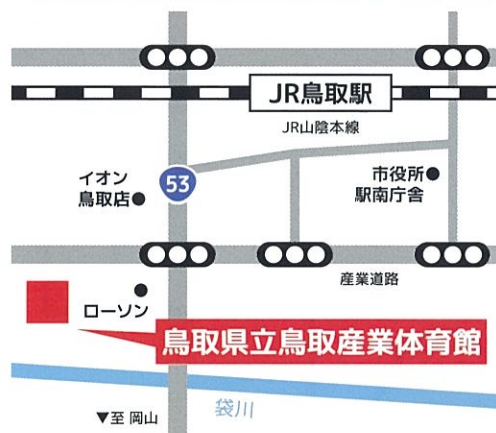 JR鳥取駅
JR山陰本線
イオン
鳥取店
53
市役所
駅南庁舎
産業道路
ローソン
鳥取県立鳥取産業体育館
袋川
▼至 岡山